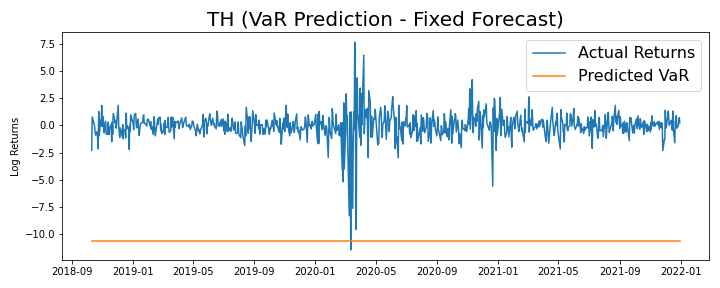 TH (VaR Prediction - Fixed Forecast)
Actual Returns
Predicted VaR
Log Returns
7.5
5.0
2.5
0.0
−2.5
−5.0
−7.5
−10.0
2018-09 2019-01 2019-05 2019-09 2020-01 2020-05 2020-09 2021-01 2021-05 2021-09 2022-01